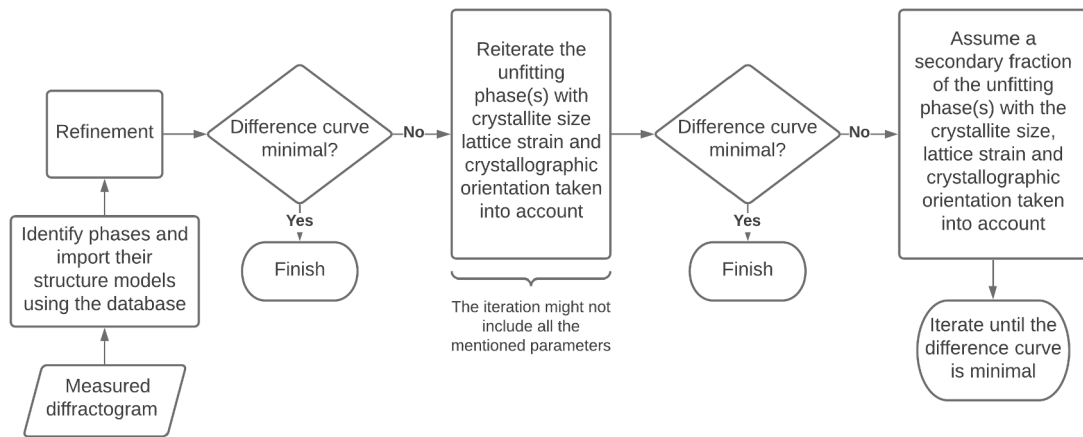 Measured
diffractogram
Identify phases and
import their
structure models
using the database
Refinement
Difference curve
minimal?
No
Yes
Finish
Reiterate the
unfitting
phase(s) with
crystallite size
lattice strain and
crystallographic
orientation taken
into account
The iteration might not
include all the
mentioned parameters
Difference curve
minimal?
No
Yes
Finish
Assume a
secondary fraction
of the unfitting
phase(s) with the
crystallite size,
lattice strain and
crystallographic
orientation taken
into account
Iterate until the
difference curve
is minimal